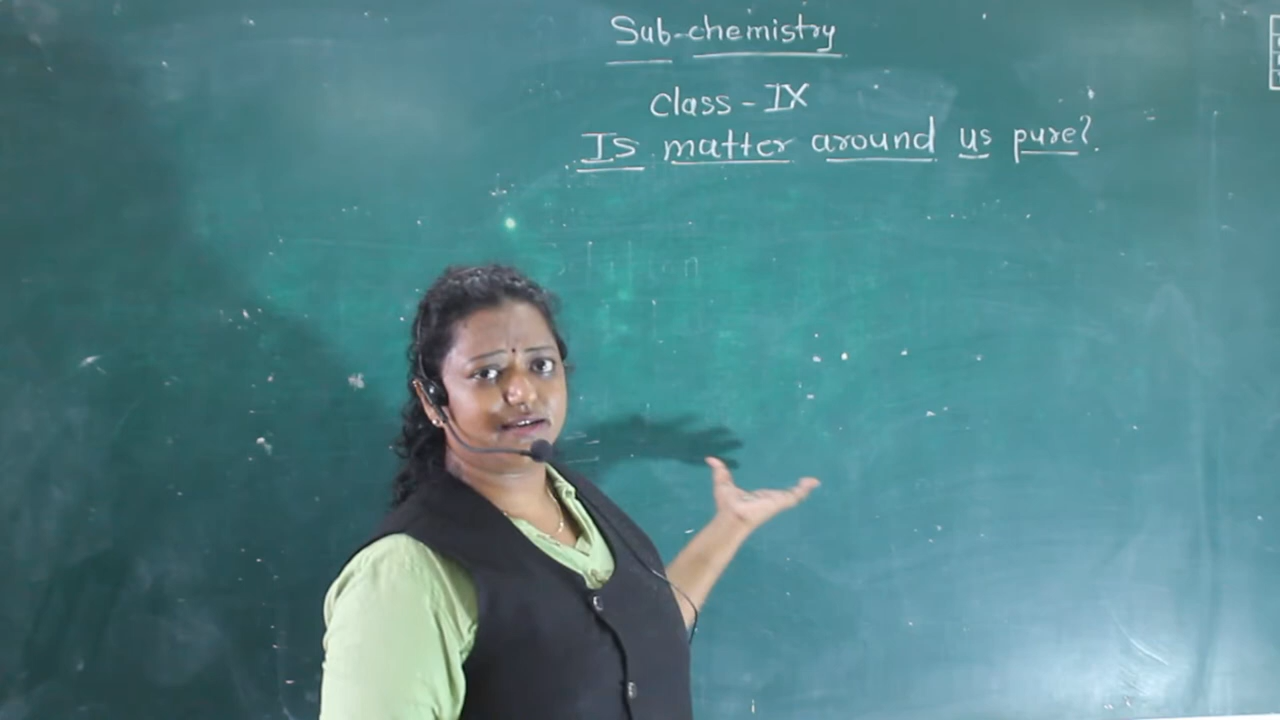 Sub-chemistry
Class - IX
Is matter around us pure?